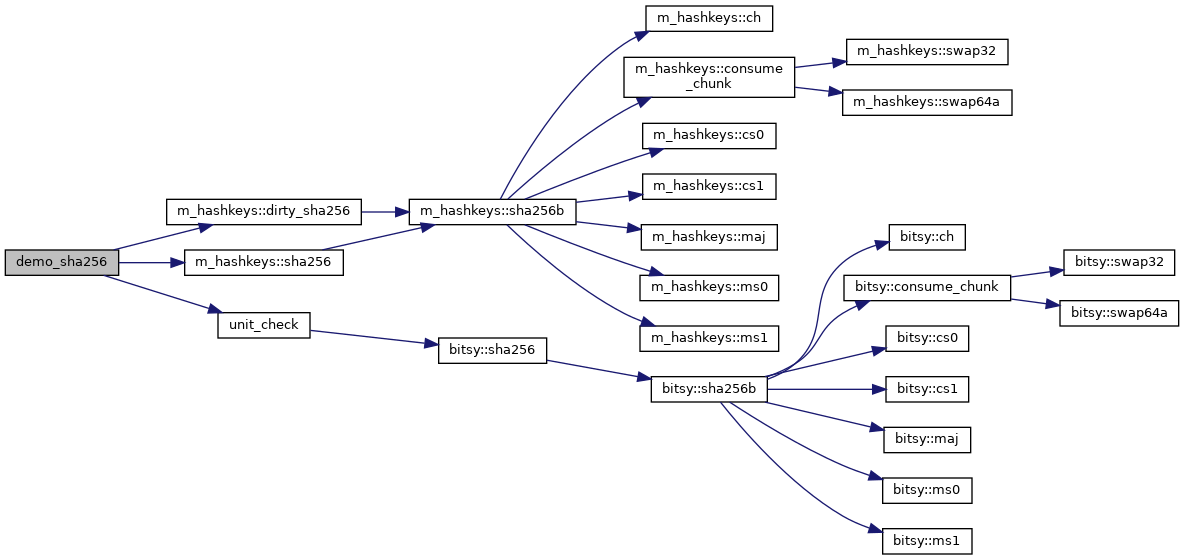 demo_sha256
m_hashkeys::dirty_sha256
m_hashkeys::sha256
unit_check
m_hashkeys::sha256b
bitsy::sha256
m_hashkeys::ch
m_hashkeys::consume
_chunk
m_hashkeys::cs0
m_hashkeys::cs1
m_hashkeys::maj
m_hashkeys::ms0
m_hashkeys::ms1
m_hashkeys::swap32
m_hashkeys::swap64a
bitsy::sha256b
bitsy::ch
bitsy::consume_chunk
bitsy::cs0
bitsy::cs1
bitsy::maj
bitsy::ms0
bitsy::ms1
bitsy::swap32
bitsy::swap64a